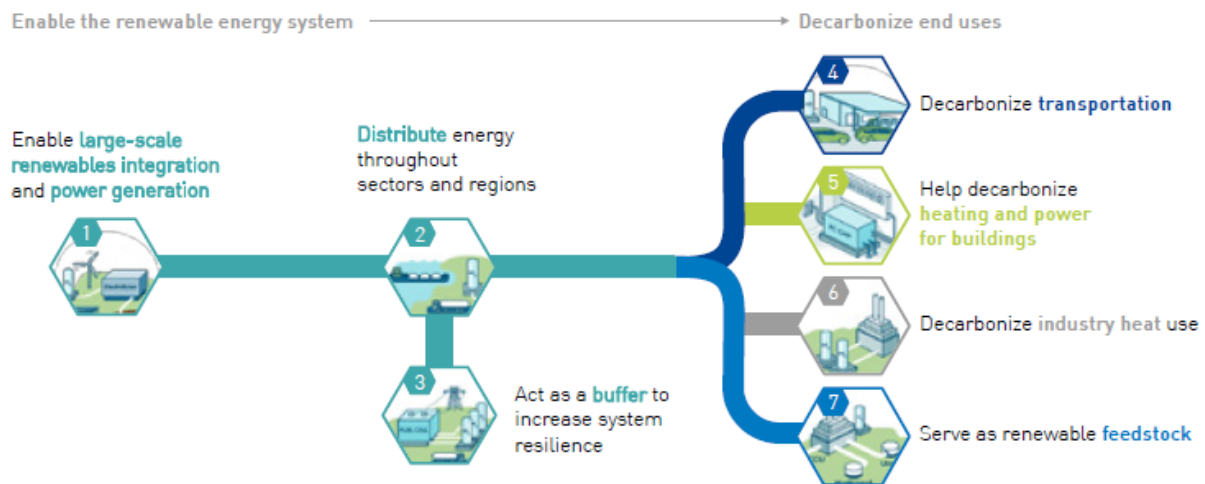 Enable the renewable energy system
Decarbonize end uses
4
Decarbonize transportation
Enable large-scale
renewables integration
and power generation
Distribute energy
throughout
sectors and regions
5
Help decarbonize
heating and power
for buildings
1
2
6
Decarbonize industry heat use
3
Act as a buffer to
increase system
resilience
7
Serve as renewable feedstock